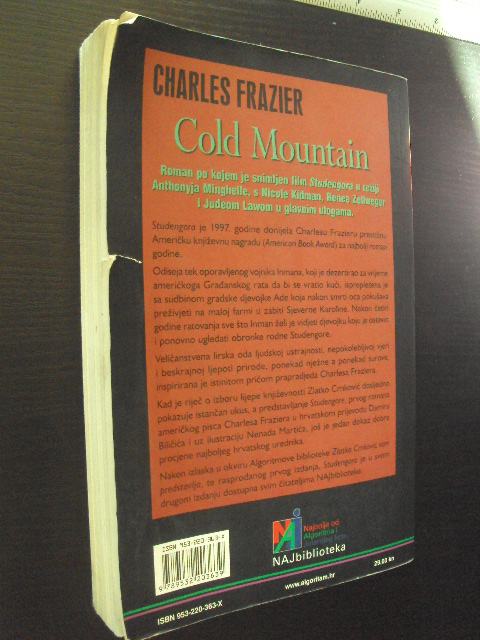 CHARLES FRAZIER
Cold Mountain
Roman po kojem je snimljen film Studengora u režiji
Anthonyja Minghelle, s Nicole Kidman, Renee Zellweger
i Judeom Lawom u glavnim ulogama.
Studengora je 1997. godine donijela Charlesu Frazieru prestižnu
Američku književnu nagradu (American Book Award) za najbolji roman
godine.
Odiseja tek oporavljenog vojnika Inmana, koji je dezertirao za vrijeme
američkoga Građanskog rata da bi se vratio kući, isprepletena je
sa sudbinom gradske djevojke Ade koja nakon smrti oca pokušava
preživjeti na maloj farmi u zabiti Sjeverne Karoline. Nakon četiri
godine ratovanja sve što Inman želi je vidjeti djevojku koju je ostavio
i ponovno ugledati obronke rodne Studengore.
Veličanstvena lirska oda ljudskoj ustrajnosti, nepokolebljivoj vjeri
i beskrajnoj ljepoti prirode, ponekad nježne a ponekad surove,
inspirirana je istinitom pričom prapradjeda Charlesa Fraziera.
Kad je riječ o izboru lijepe književnosti Zlatko Crnković dosljedno
pokazuje istančan ukus, a predstavljanje Studengore, prvog romana
američkog pisca Charlesa Fraziera u hrvatskom prijevodu Damira
Biličića i uz ilustraciju Nenada Martića, još je jedan dokaz dobre
procjene najboljeg hrvatskog urednika.
Nakon izlaska u okviru Algoritmove biblioteke Zlatko Crnković vam
predstavlja, te rasprodanog prvog izdanja, Studengora je u svom
drugom izdanju dostupna svim čitateljima NAJbiblioteke.
ISBN 953-220-363-X
9789532203639
Najbolje od
Algoritma i
NAJbiblioteka
www.algoritam.hr
29,00 kn
ISBN 953-220-363-X